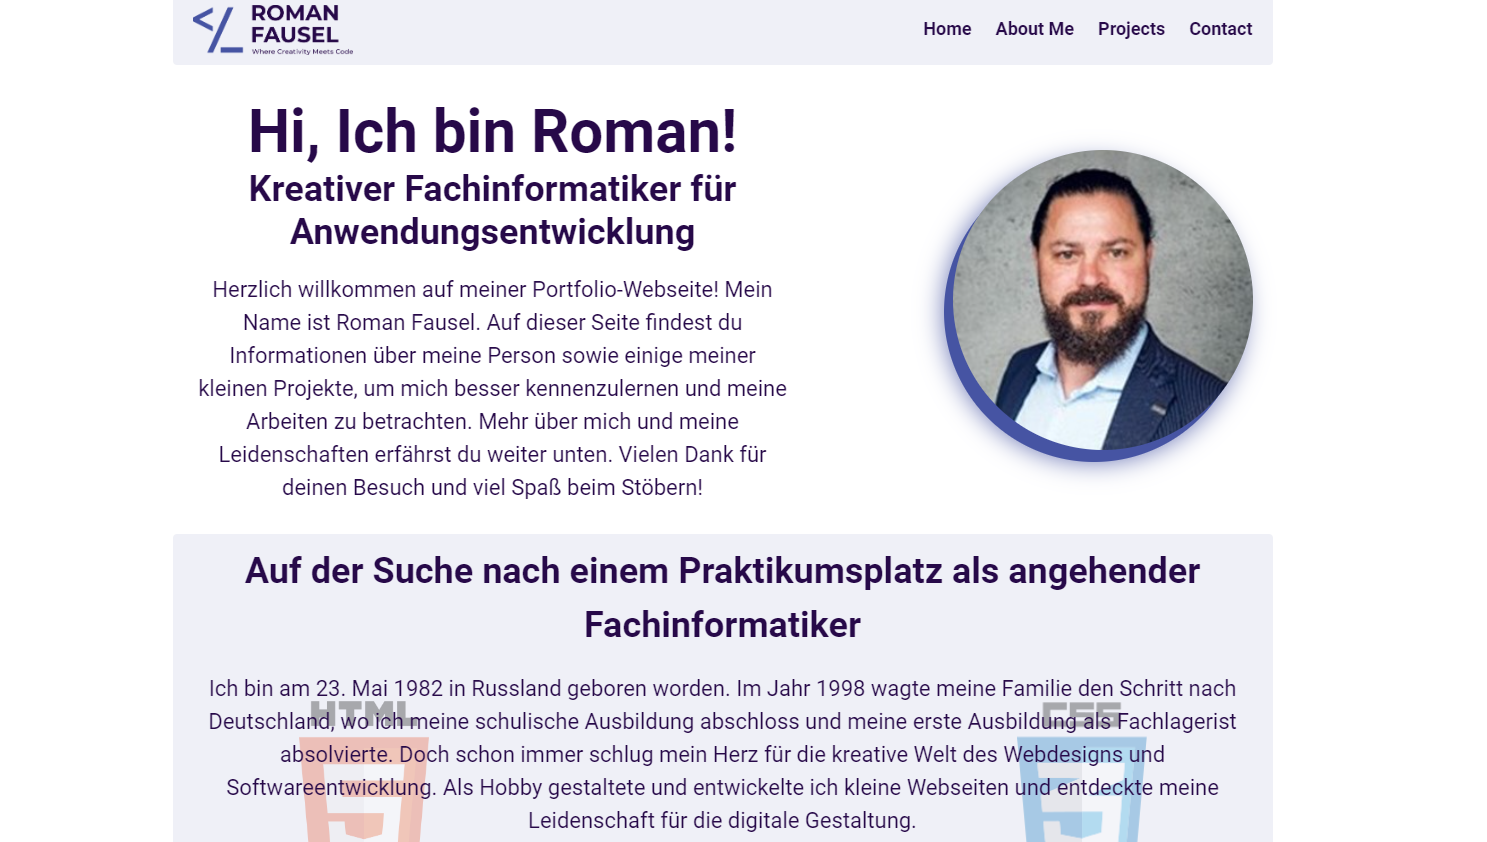 ROMAN
FAUSEL
Where Creativity Meets Code
Home About Me Projects Contact
Hi, Ich bin Roman!
Kreativer Fachinformatiker für
Anwendungsentwicklung
Herzlich willkommen auf meiner Portfolio-Webseite! Mein
Name ist Roman Fausel. Auf dieser Seite findest du
Informationen über meine Person sowie einige meiner
kleinen Projekte, um mich besser kennenzulernen und meine
Arbeiten zu betrachten. Mehr über mich und meine
Leidenschaften erfährst du weiter unten. Vielen Dank für
deinen Besuch und viel Spaß beim Stöbern!
Auf der Suche nach einem Praktikumsplatz als angehender
Fachinformatiker
Ich bin am 23. Mai 1982 in Russland geboren worden. Im Jahr 1998 wagte meine Familie den Schritt nach
HTML CSS
Deutschland, wo ich meine schulische Ausbildung abschloss und meine erste Ausbildung als Fachlagerist
absolvierte. Doch schon immer schlug mein Herz für die kreative Welt des Webdesigns und
Softwareentwicklung. Als Hobby gestaltete und entwickelte ich kleine Webseiten und entdeckte meine
Leidenschaft für die digitale Gestaltung.